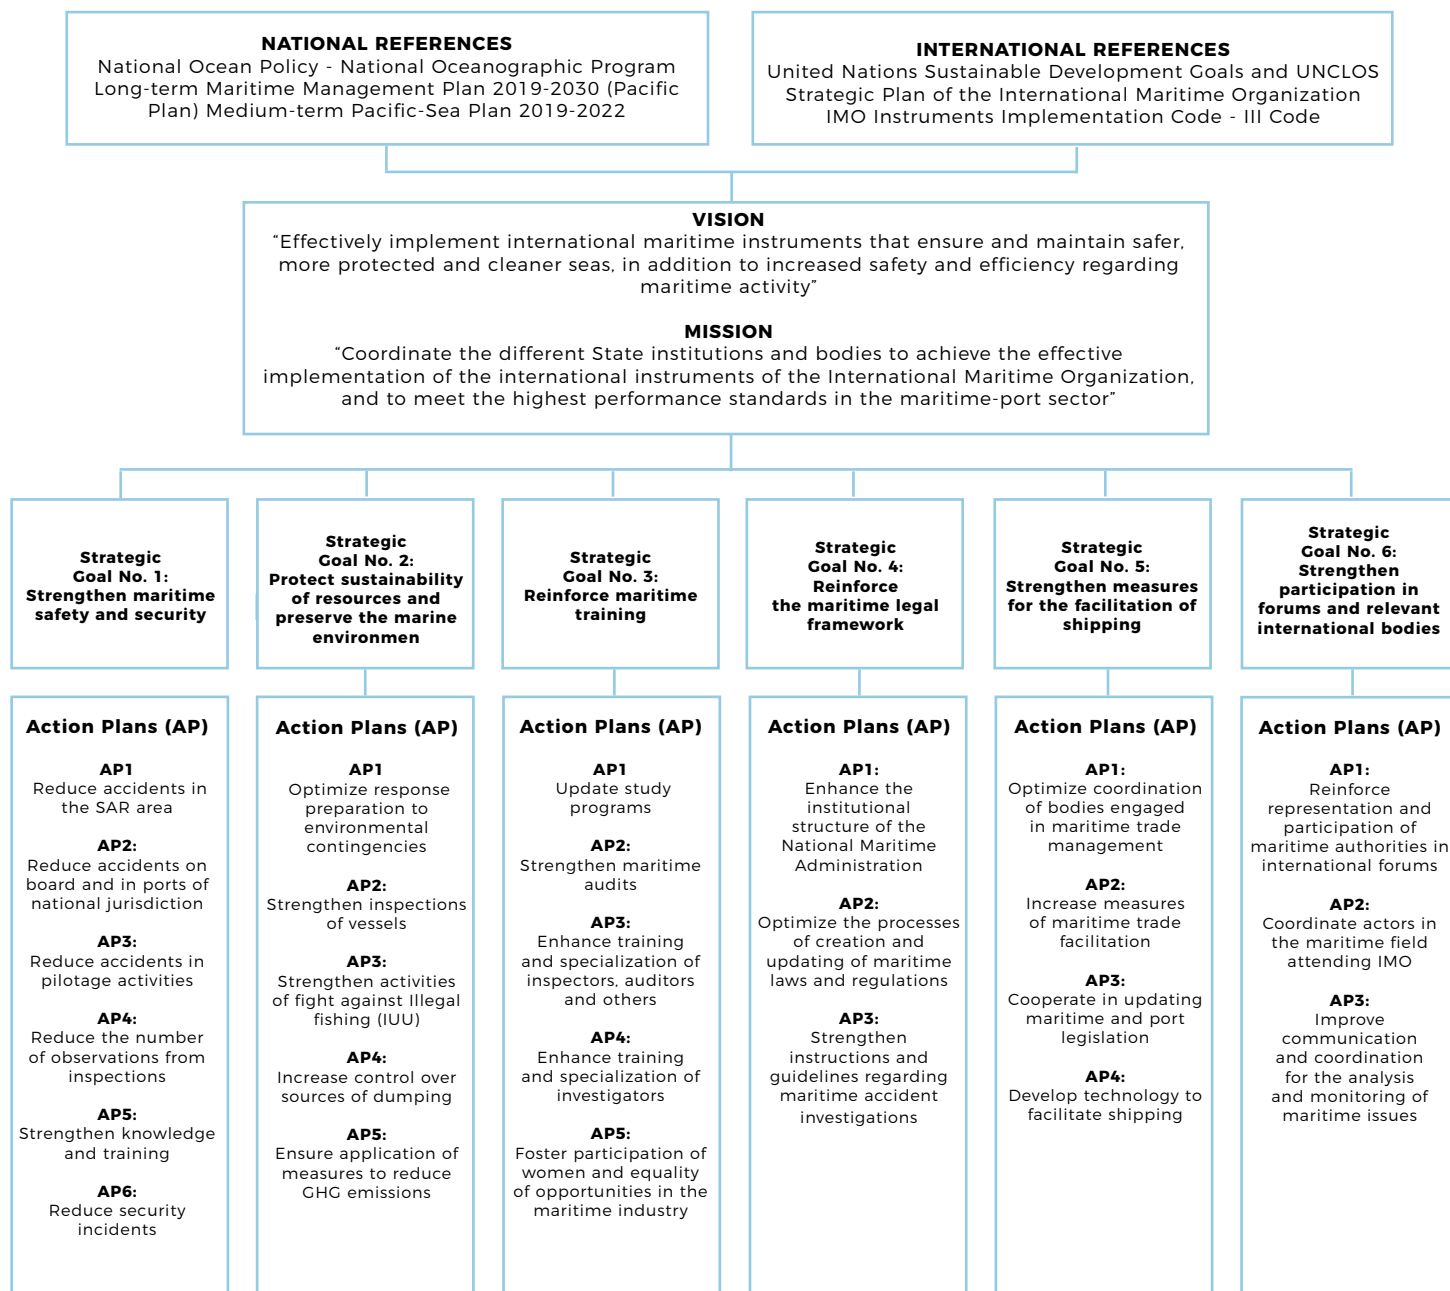 NATIONAL REFERENCES
National Ocean Policy - National Oceanographic Program
Long-term Maritime Management Plan 2019-2030 (Pacific
Plan) Medium-term Pacific-Sea Plan 2019-2022
INTERNATIONAL REFERENCES
United Nations Sustainable Development Goals and UNCLOS
Strategic Plan of the International Maritime Organization
IMO Instruments Implementation Code - III Code
VISION
“Effectively implement international maritime instruments that ensure and maintain safer,
more protected and cleaner seas, in addition to increased safety and efficiency regarding
maritime activity”
MISSION
“Coordinate the different State institutions and bodies to achieve the effective
implementation of the international instruments of the International Maritime Organization,
and to meet the highest performance standards in the maritime-port sector”
Strategic
Goal No. 1:
Strengthen maritime
safety and security
Strategic
Goal No. 2:
Protect sustainability
of resources and
preserve the marine
environmen
Strategic
Goal No. 3:
Reinforce maritime
training
Strategic
Goal No. 4:
Reinforce
the maritime legal
framework
Strategic
Goal No. 5:
Strengthen measures
for the facilitation of
shipping
Strategic
Goal No. 6:
Strengthen
participation in
forums and relevant
international bodies
Action Plans (AP)
AP1
Reduce accidents in
the SAR area
AP2:
Reduce accidents on
board and in ports of
national jurisdiction
AP3:
Reduce accidents in
pilotage activities
AP4:
Reduce the number
of observations from
inspections
AP5:
Strengthen knowledge
and training
AP6:
Reduce security
incidents
Action Plans (AP)
AP1
Optimize response
preparation to
environmental
contingencies
AP2:
Strengthen inspections
of vessels
AP3:
Strengthen activities
of fight against Illegal
fishing (IUU)
AP4:
Increase control over
sources of dumping
AP5:
Ensure application of
measures to reduce
GHG emissions
Action Plans (AP)
AP1
Update study
programs
AP2:
Strengthen maritime
audits
AP3:
Enhance training
and specialization of
inspectors, auditors
and others
AP4:
Enhance training
and specialization of
investigators
AP5:
Foster participation of
women and equality
of opportunities in the
maritime industry
Action Plans (AP)
AP1:
Enhance the
institutional
structure of the
National Maritime
Administration
AP2:
Optimize the processes
of creation and
updating of maritime
laws and regulations
AP3:
Strengthen
instructions and
guidelines regarding
maritime accident
investigations
Action Plans (AP)
AP1:
Optimize coordination
of bodies engaged
in maritime trade
management
AP2:
Increase measures
of maritime trade
facilitation
AP3:
Cooperate in updating
maritime and port
legislation
AP4:
Develop technology to
facilitate shipping
Action Plans (AP)
AP1:
Reinforce
representation and
participation of
maritime authorities in
international forums
AP2:
Coordinate actors in
the maritime field
attending IMO
AP3:
Improve
communication
and coordination
for the analysis
and monitoring of
maritime issues